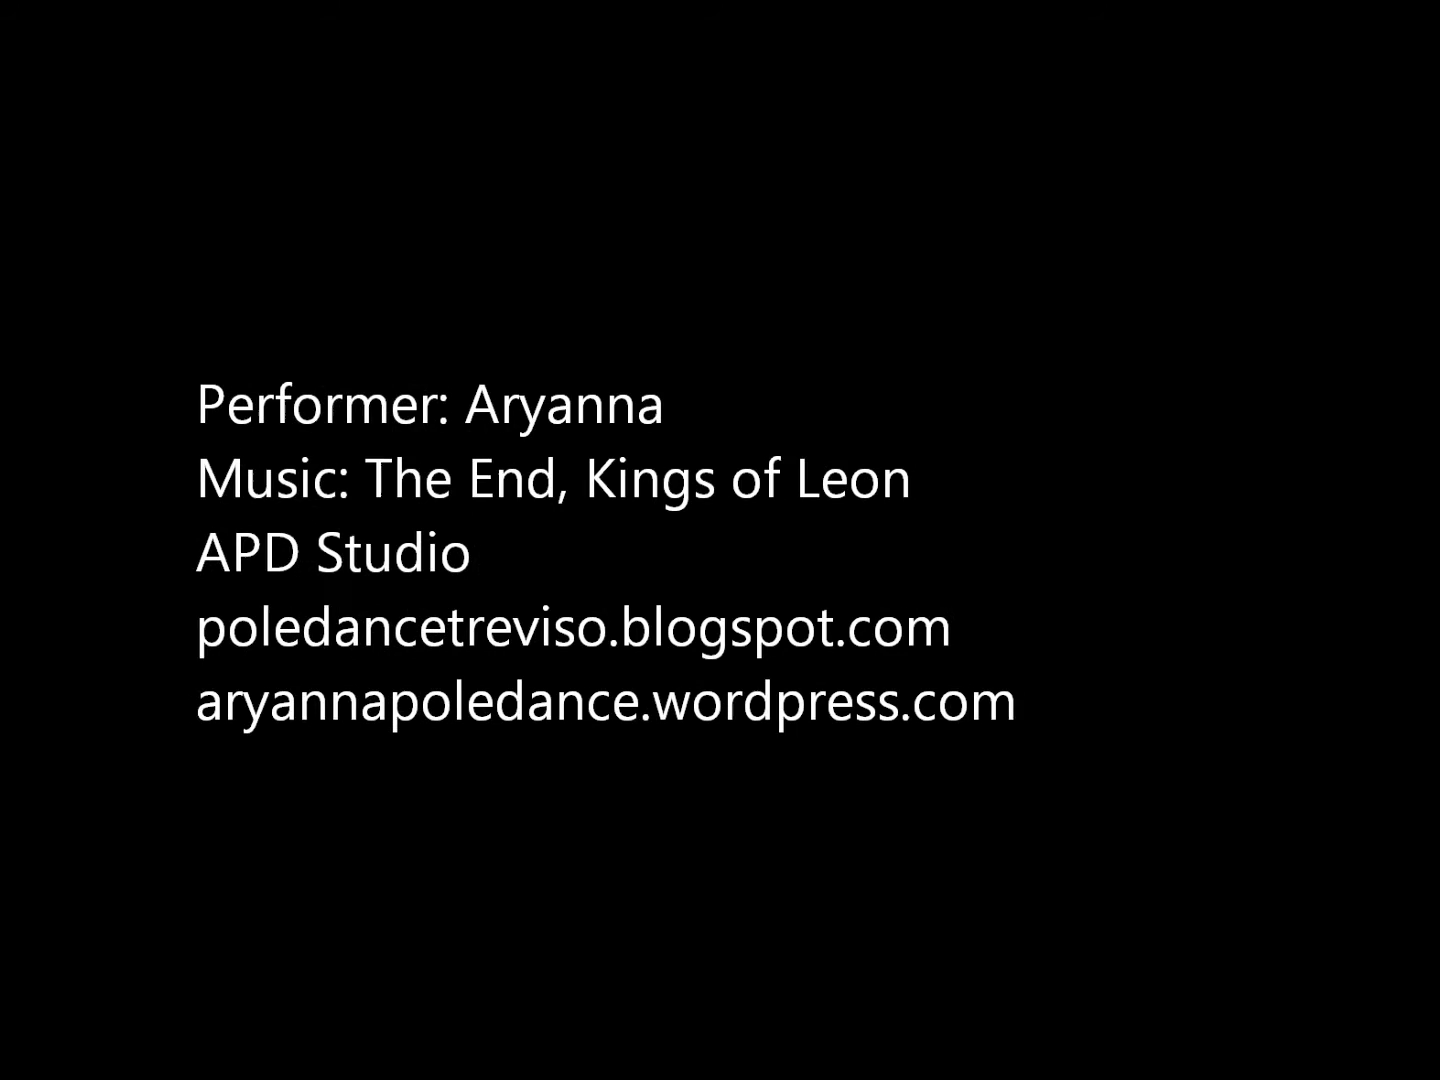 Performer: Aryanna
Music: The End, Kings of Leon
APD Studio
poledancetreviso.blogspot.com
aryannapoledance.wordpress.com